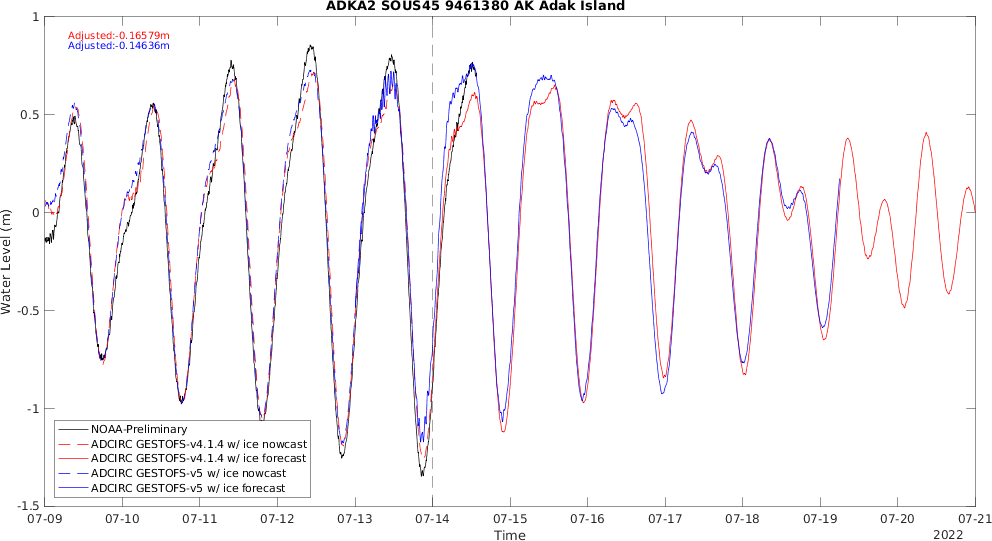 ADKA2 SOUS45 9461380 AK Adak Island
Adjusted:-0.16579m
Adjusted:-0.14636m
1
0.5
0
-0.5
-1
-1.5
Water Level (m)
NOAA-Preliminary
ADCIRC GESTOFS-v4.1.4 w/ ice nowcast
ADCIRC GESTOFS-v4.1.4 w/ ice forecast
ADCIRC GESTOFS-v5 w/ ice nowcast
ADCIRC GESTOFS-v5 w/ ice forecast
07-09 07-10 07-11 07-12 07-13 07-14 07-15 07-16 07-17 07-18 07-19 07-20 07-21
Time
2022